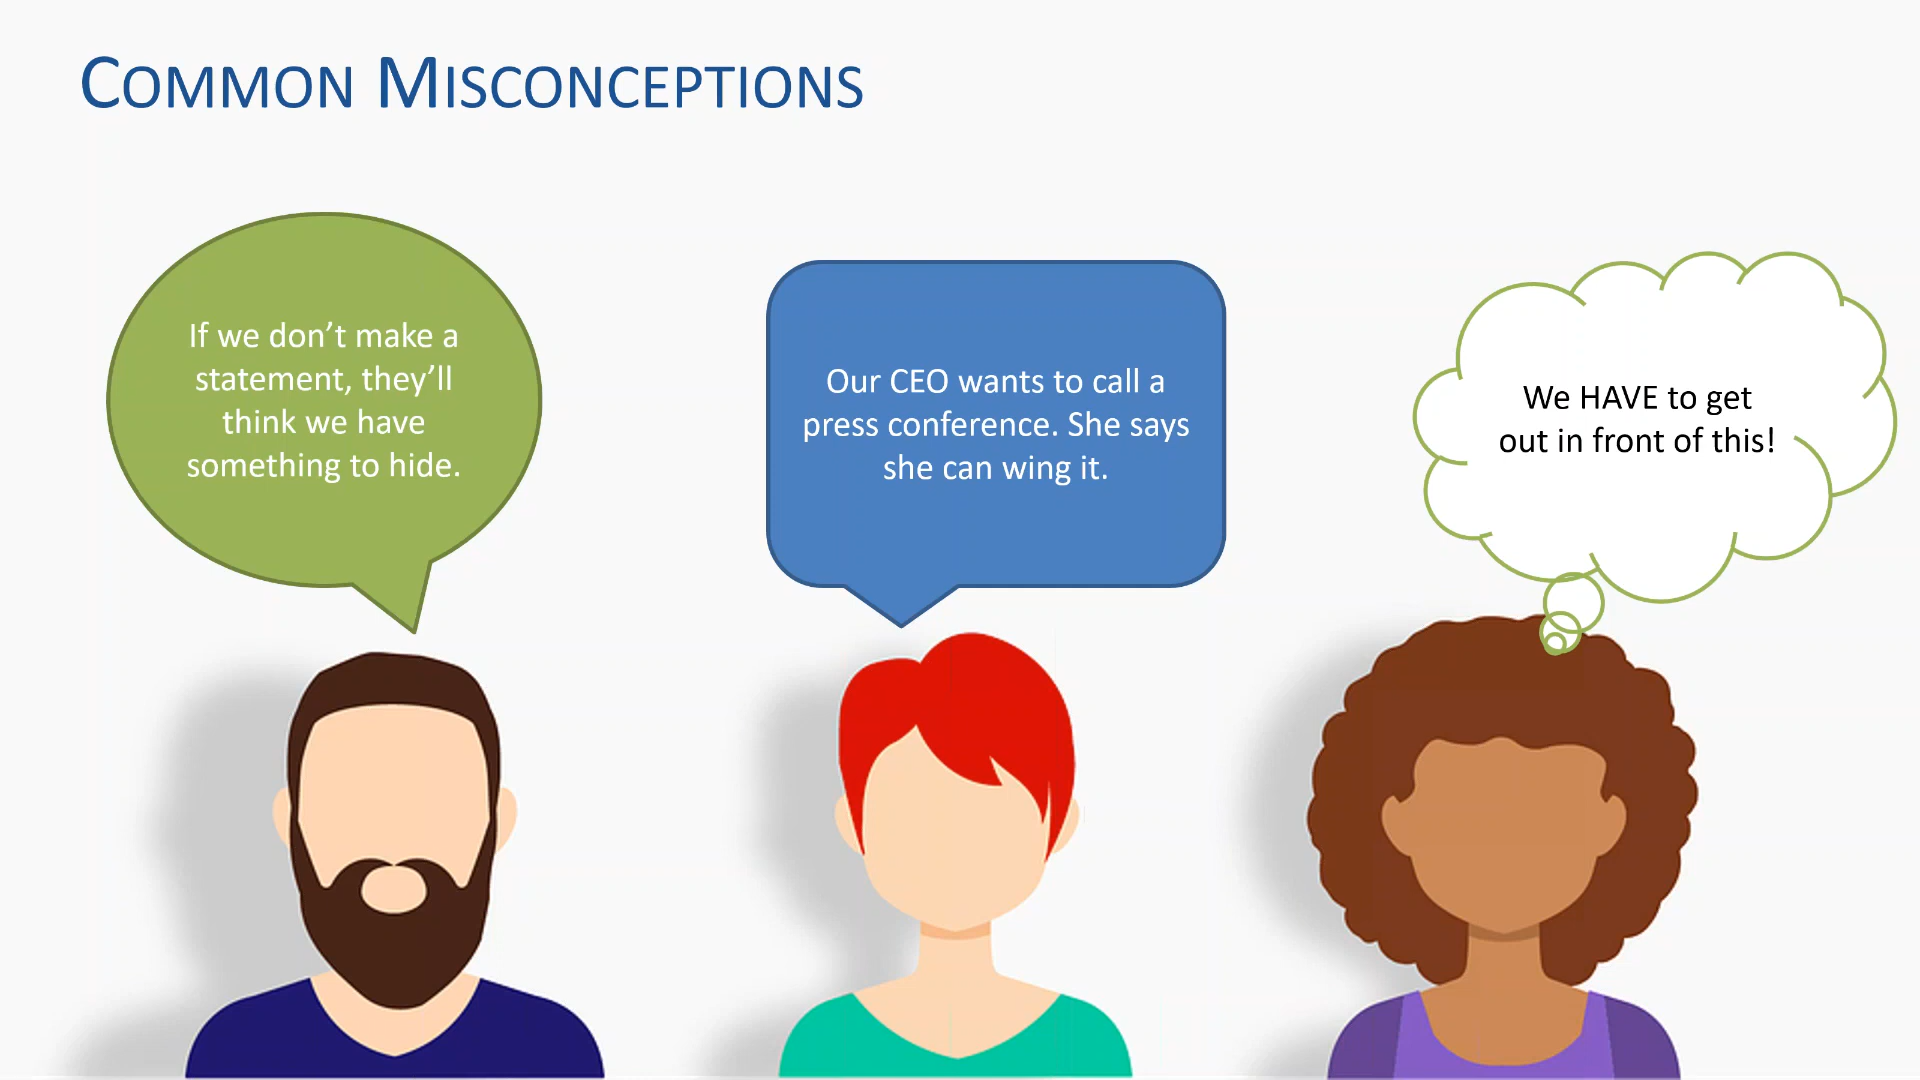 Common Misconceptions
If we don’t make a
statement, they’ll
think we have
something to hide.
Our CEO wants to call a
press conference. She says
she can wing it.
We HAVE to get
out in front of this!